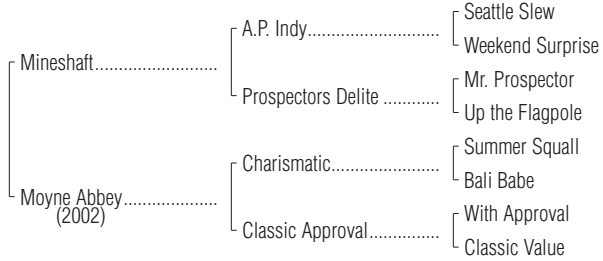 Seattle Slew
A.P. Indy............................
Weekend Surprise
Mineshaft..........................
Mr. Prospector
Prospectors Delite ............
Up the Flagpole
Summer Squall
Charismatic.......................
Bali Babe
Moyne Abbey....................
(2002)
With Approval
Classic Approval...............
Classic Value